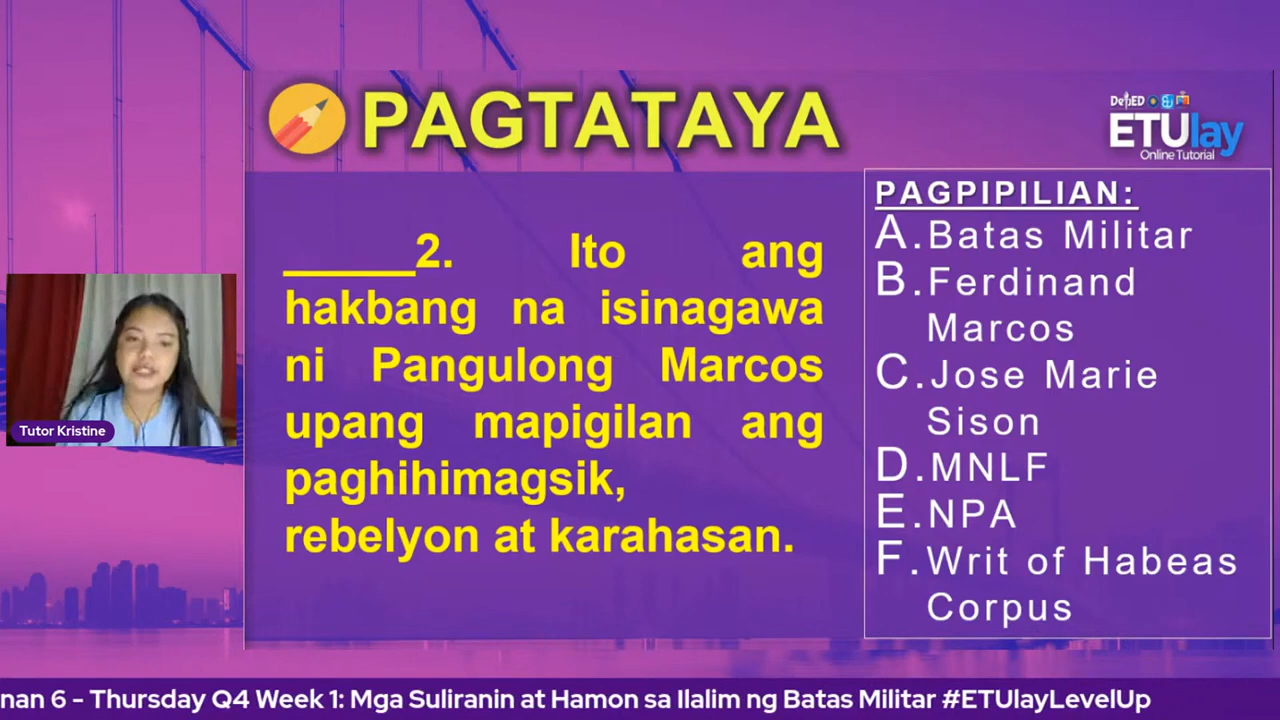 PAGTATAYA
DepED
ETUlay
Online Tutorial
_____2. Ito ang
hakbang na isinagawa
ni Pangulong Marcos
upang mapigilan ang
paghihimagsik,
rebelyon at karahasan.
PAGPIPILIAN:
A.Batas Militar
B.Ferdinand
Marcos
C.Jose Marie
Sison
D.MNLF
E.NPA
F.Writ of Habeas
Corpus
Tutor Kristine
nan 6 - Thursday Q4 Week 1: Mga Suliranin at Hamon sa Ilalim ng Batas Militar #ETUlayLevelUp